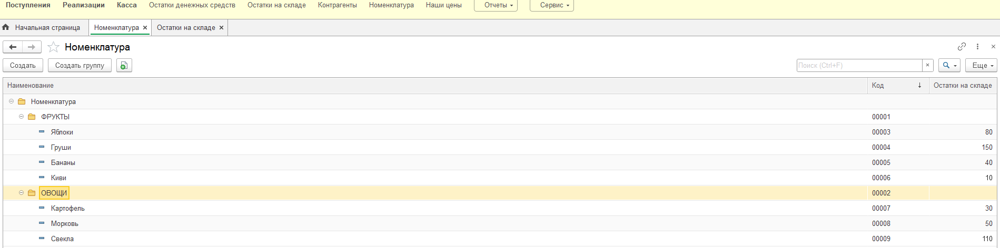 Поступления Реализации Касса Остатки денежных средств Остатки на складе Контрагенты Номенклатура Наши цены Отчеты Сервис
Начальная страница Номенклатура Остатки на складе
Номенклатура
Создать Создать группу Поиск (Ctrl+F) Еще
Наименование Код Остатки на складе
Номенклатура
ФРУКТЫ 00001
Яблоки 00003 80
Груши 00004 150
Бананы 00005 40
Киви 00006 10
ОВОЩИ 00002
Картофель 00007 30
Морковь 00008 50
Свекла 00009 110